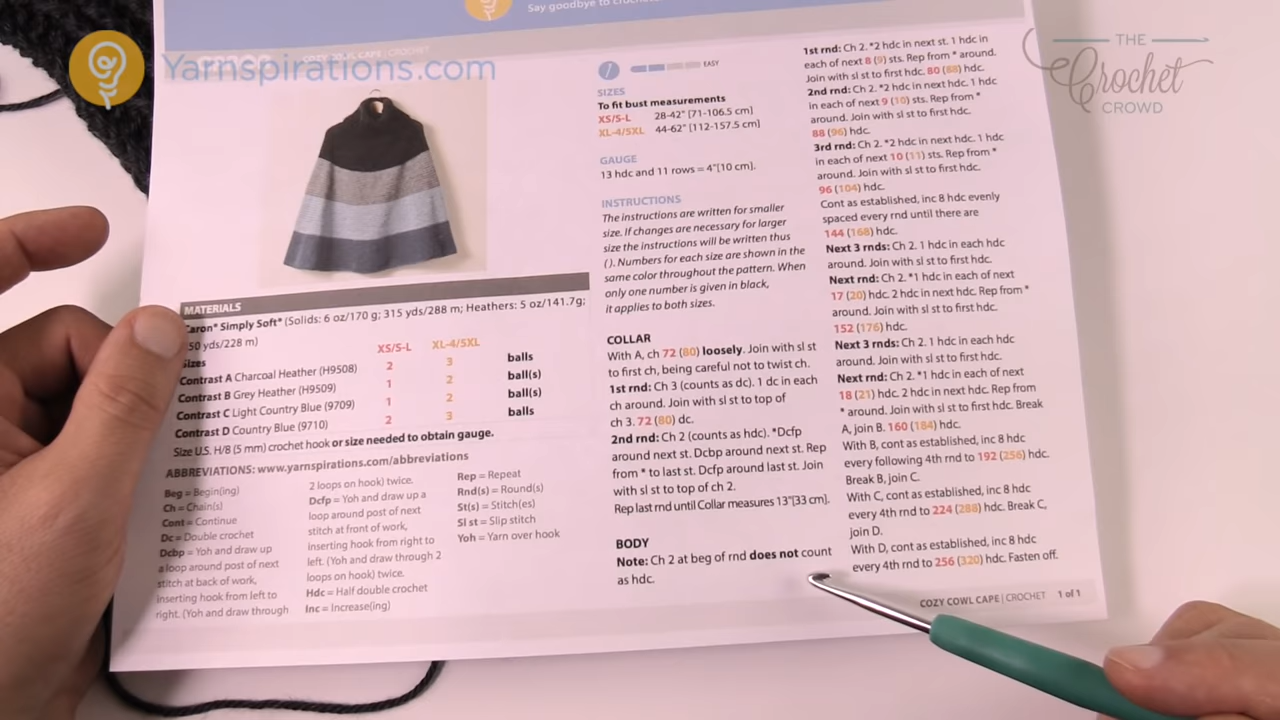 Say goodbye to
Yarnspirations.com
THE
Crochet
CROWD
COZY COWL CAPE | CROCHET
MATERIALS
Caron® Simply Soft® (Solids: 6 oz/170 g; 315 yds/288 m; Heathers: 5 oz/141.7g;
50 yds/228 m)
Sizes XS/S-L XL-4/5XL
Contrast A Charcoal Heather (H9508) 2 3 balls
Contrast B Grey Heather (H9509) 1 2 ball(s)
Contrast C Light Country Blue (9709) 1 2 ball(s)
Contrast D Country Blue (9710) 2 3 balls
Size U.S. H/8 (5 mm) crochet hook or size needed to obtain gauge.
ABBREVIATIONS: www.yarnspirations.com/abbreviations
Beg = Begin(ing)
Ch = Chain(s)
Cont = Continue
Dc = Double crochet
Dcbp = Yoh and draw up
a loop around post of next
stitch at back of work,
inserting hook from left to
right. (Yoh and draw through
2 loops on hook) twice.
Dcfp = Yoh and draw up a
loop around post of next
stitch at front of work,
inserting hook from right to
left. (Yoh and draw through 2
loops on hook) twice.
Hdc = Half double crochet
Inc = Increase(ing)
Rep = Repeat
Rnd(s) = Round(s)
St(s) = Stitch(es)
Sl st = Slip stitch
Yoh = Yarn over hook
EASY
SIZES
To fit bust measurements
XS/S-L 28-42" [71-106.5 cm]
XL-4/5XL 44-62" [112-157.5 cm]
GAUGE
13 hdc and 11 rows = 4"[10 cm].
INSTRUCTIONS
The instructions are written for smaller
size. If changes are necessary for larger
size the instructions will be written thus
( ). Numbers for each size are shown in the
same color throughout the pattern. When
only one number is given in black,
it applies to both sizes.
COLLAR
With A, ch 72 (80) loosely. Join with sl st
to first ch, being careful not to twist ch.
1st rnd: Ch 3 (counts as dc). 1 dc in each
ch around. Join with sl st to top of
ch 3. 72 (80) dc.
2nd rnd: Ch 2 (counts as hdc). *Dcfp
around next st. Dcbp around next st. Rep
from * to last st. Dcfp around last st. Join
with sl st to top of ch 2.
Rep last rnd until Collar measures 13"[33 cm].
BODY
Note: Ch 2 at beg of rnd does not count
as hdc.
1st rnd: Ch 2. *2 hdc in next st. 1 hdc in
each of next 8 (9) sts. Rep from * around.
Join with sl st to first hdc. 80 (88) hdc.
2nd rnd: Ch 2. *2 hdc in next hdc. 1 hdc
in each of next 9 (10) sts. Rep from *
around. Join with sl st to first hdc.
88 (96) hdc.
3rd rnd: Ch 2. *2 hdc in next hdc. 1 hdc
in each of next 10 (11) sts. Rep from *
around. Join with sl st to first hdc.
96 (104) hdc.
Cont as established, inc 8 hdc evenly
spaced every rnd until there are
144 (168) hdc.
Next 3 rnds: Ch 2. 1 hdc in each hdc
around. Join with sl st to first hdc.
Next rnd: Ch 2. *1 hdc in each of next
17 (20) hdc. 2 hdc in next hdc. Rep from *
around. Join with sl st to first hdc.
152 (176) hdc.
Next 3 rnds: Ch 2. 1 hdc in each hdc
around. Join with sl st to first hdc.
Next rnd: Ch 2. *1 hdc in each of next
18 (21) hdc. 2 hdc in next hdc. Rep from
* around. Join with sl st to first hdc. Break
A, join B. 160 (184) hdc.
With B, cont as established, inc 8 hdc
every following 4th rnd to 192 (256) hdc.
Break B, join C.
With C, cont as established, inc 8 hdc
every 4th rnd to 224 (288) hdc. Break C,
join D.
With D, cont as established, inc 8 hdc
every 4th rnd to 256 (320) hdc. Fasten off.
COZY COWL CAPE | CROCHET 1 of 1